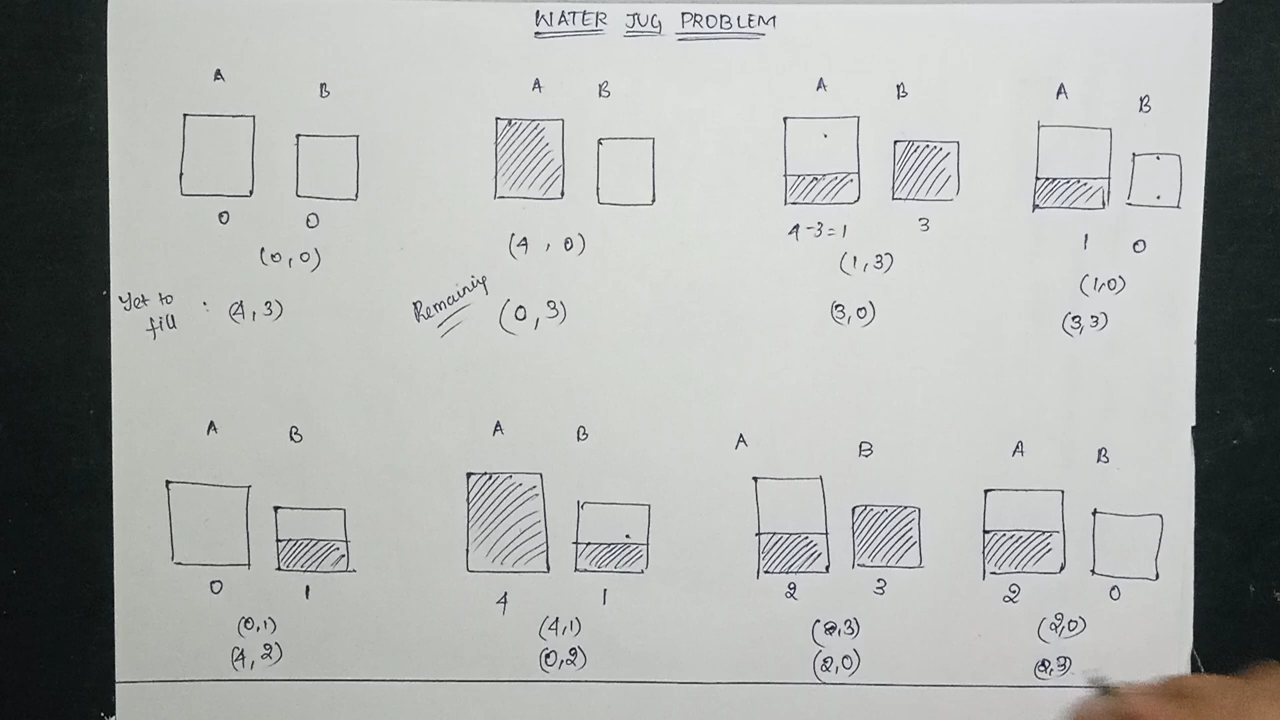 WATER JUG PROBLEM
A B
0 0
(0,0)
Yet to fill : (4,3)
A B
(4, 0)
Remaining (0,3)
A B
4-3=1 3
(1,3)
(3,0)
A B
1 0
(1,0)
(3,3)
A B
0 1
(0,1)
(4,2)
A B
4 1
(4,1)
(0,2)
A B
2 3
(2,3)
(2,0)
A B
2 0
(2,0)
(2,3)